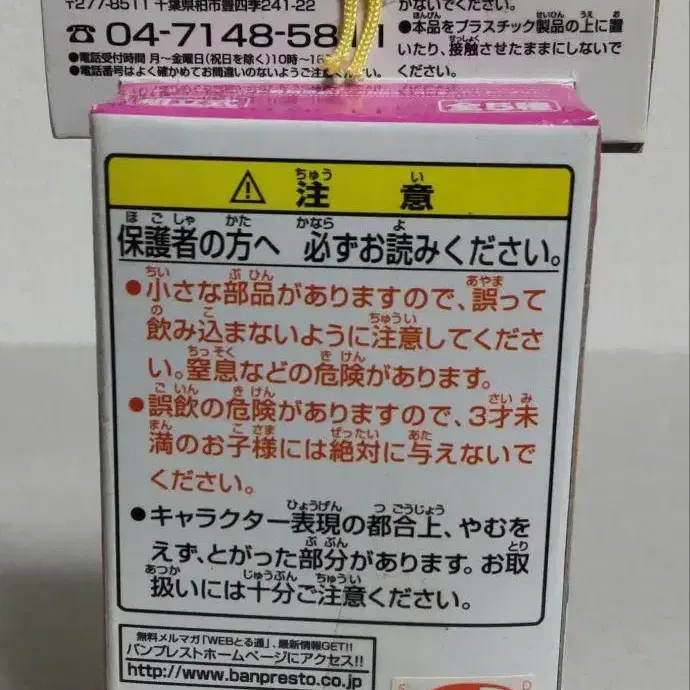 〒277-8511 千葉県柏市豊四季241-22
☎ 04-7148-58
●電話受付時間 月～金曜日(祝日を除く)10時～16
●電話番号はよく確かめてお間違いのないようご注意ください。
かないでください。
●本品をプラスチック製品の上に置
いたり、接触させたままにしないで
ください。
組立式
全5種
⚠ 注意
保護者の方へ 必ずお読みください。
●小さな部品がありますので、誤って
飲み込まないように注意してくださ
い。窒息などの危険があります。
●誤飲の危険がありますので、3才未
満のお子様には絶対に与えないで
ください。
●キャラクター表現の都合上、やむを
えず、とがった部分があります。お取
扱いには十分ご注意ください。
無料メルマガ「WEBとる通」、最新情報GET!!
バンプレストホームページにアクセス!!
http://www.banpresto.co.jp
S D